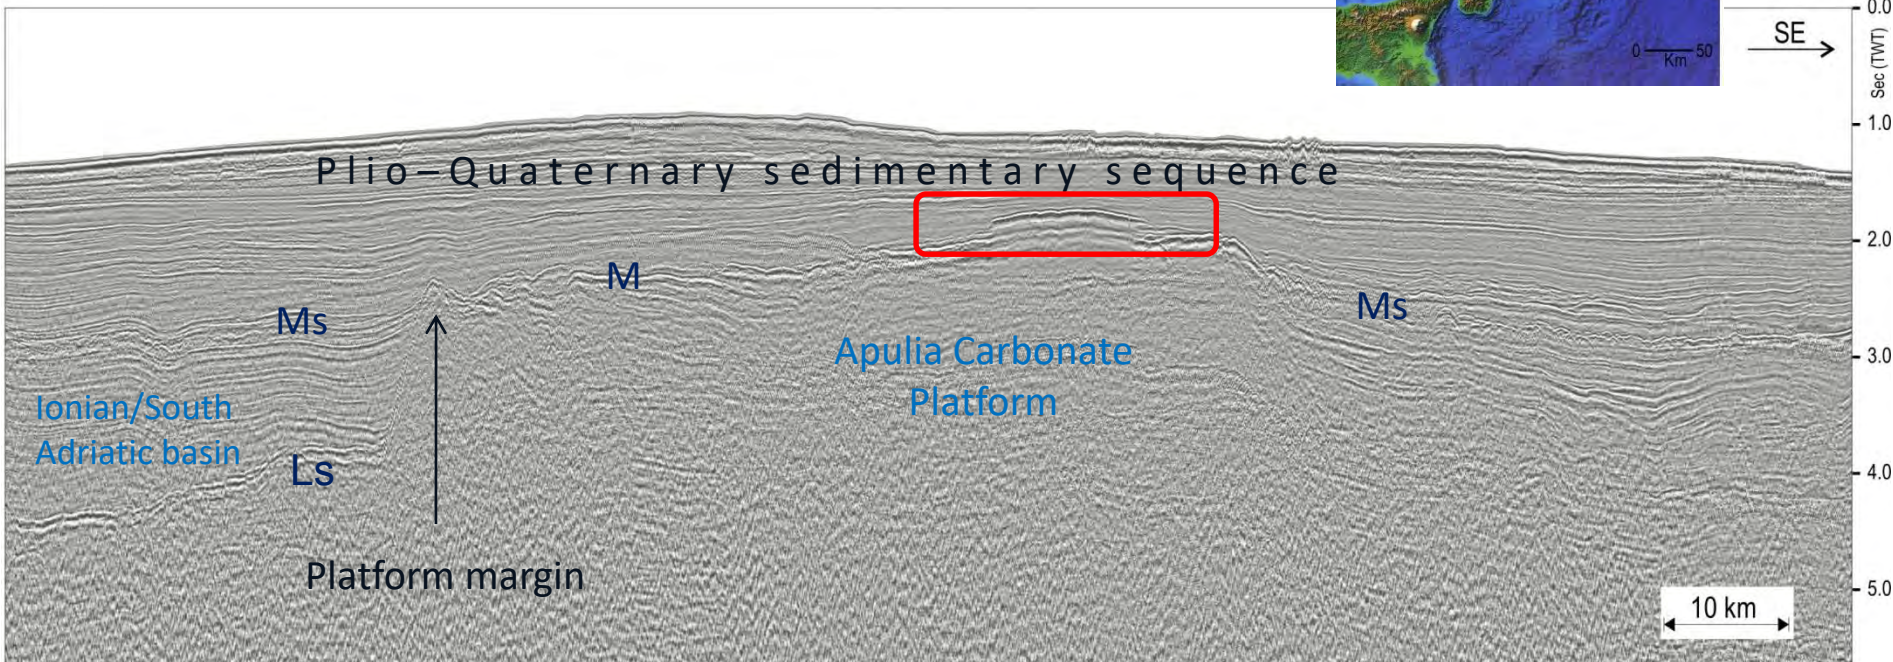 0.0
SE
Sec (TWT)
0 50
Km
1.0
Plio–Quaternary sedimentary sequence
2.0
M
Ms
Ms
Apulia Carbonate
Platform
3.0
Ionian/South
Adriatic basin
Ls
4.0
Platform margin
5.0
10 km